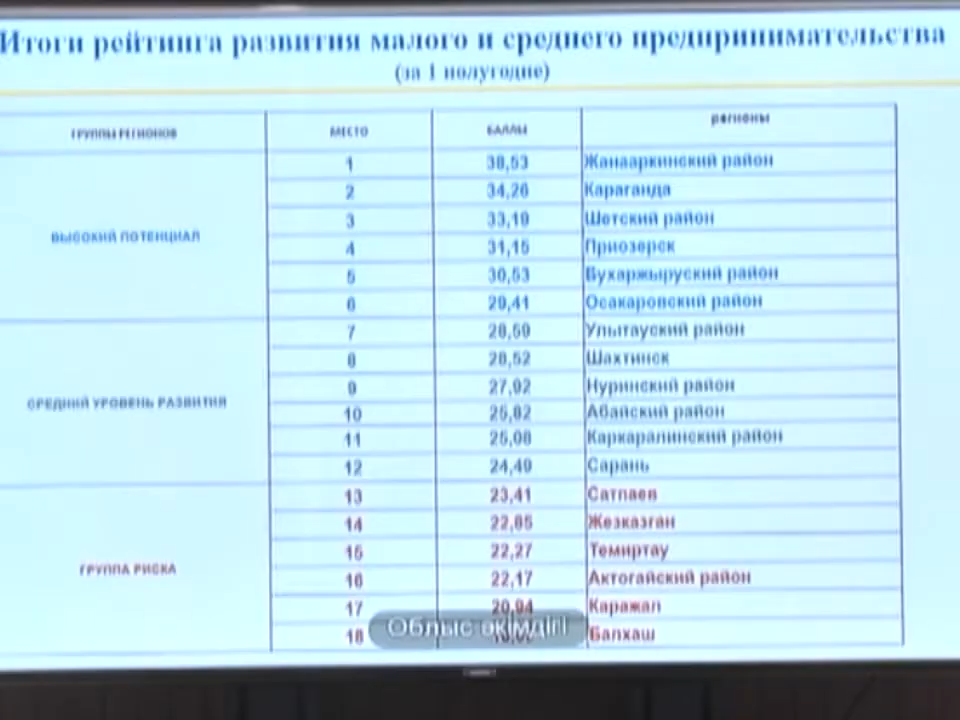 Итоги рейтинга развития малого и среднего предпринимательства
(за 1 полугодие)
ГРУППЫ РЕГИОНОВ МЕСТО БАЛЛЫ регионы
1 38,53 Жанааркинский район
2 34,26 Караганда
3 33,19 Шетский район
ВЫСОКИЙ ПОТЕНЦИАЛ
4 31,15 Приозерск
5 30,53 Бухаржыруский район
6 29,41 Осакаровский район
7 28,59 Улытауский район
8 28,52 Шахтинск
9 27,92 Нуринский район
СРЕДНИЙ УРОВЕНЬ РАЗВИТИЯ
10 25,82 Абайский район
11 25,08 Каркаралинский район
12 24,49 Сарань
13 23,41 Сатпаев
14 22,85 Жезказган
15 22,27 Темиртау
ГРУППА РИСКА
16 22,17 Актогайский район
17 20,94 Каражал
18 Балхаш
Облыс әкімдігі